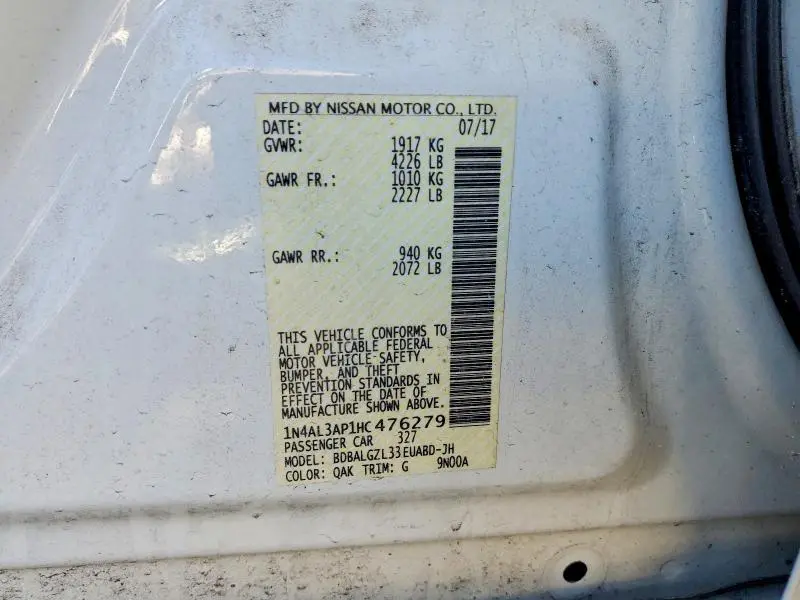 MFD BY NISSAN MOTOR CO., LTD.
DATE: 07/17
GVWR: 1917 KG
4226 LB
GAWR FR.: 1010 KG
2227 LB
GAWR RR.: 940 KG
2072 LB
THIS VEHICLE CONFORMS TO
ALL APPLICABLE FEDERAL
MOTOR VEHICLE SAFETY,
BUMPER, AND THEFT
PREVENTION STANDARDS IN
EFFECT ON THE DATE OF
MANUFACTURE SHOWN ABOVE.
1N4AL3AP1HC476279
PASSENGER CAR 327
MODEL: BDBALGZL33EUABD-JH
COLOR: QAK TRIM: G 9N00A